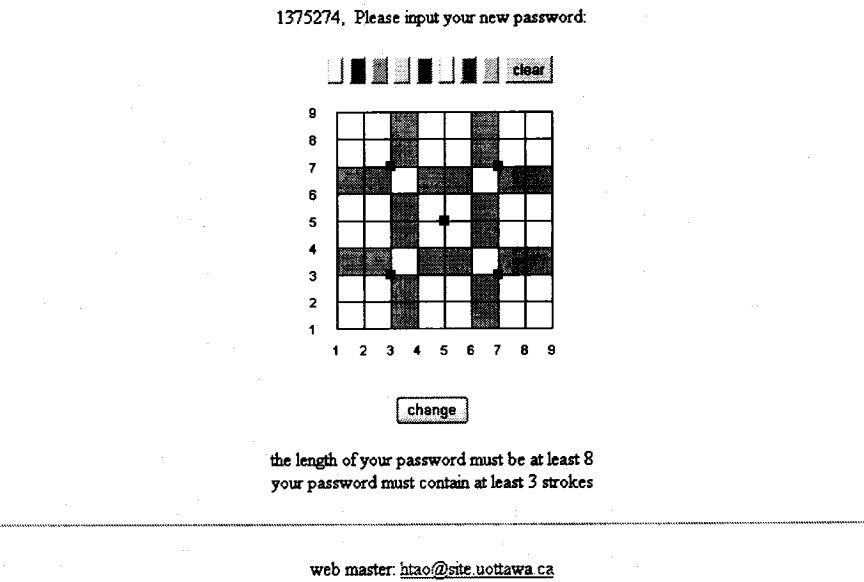 1375274, Please input your new password:
clear
9
8
7
6
5
4
3
2
1
1 2 3 4 5 6 7 8 9
change
the length of your password must be at least 8
your password must contain at least 3 strokes
web master: htao@site.uottawa.ca